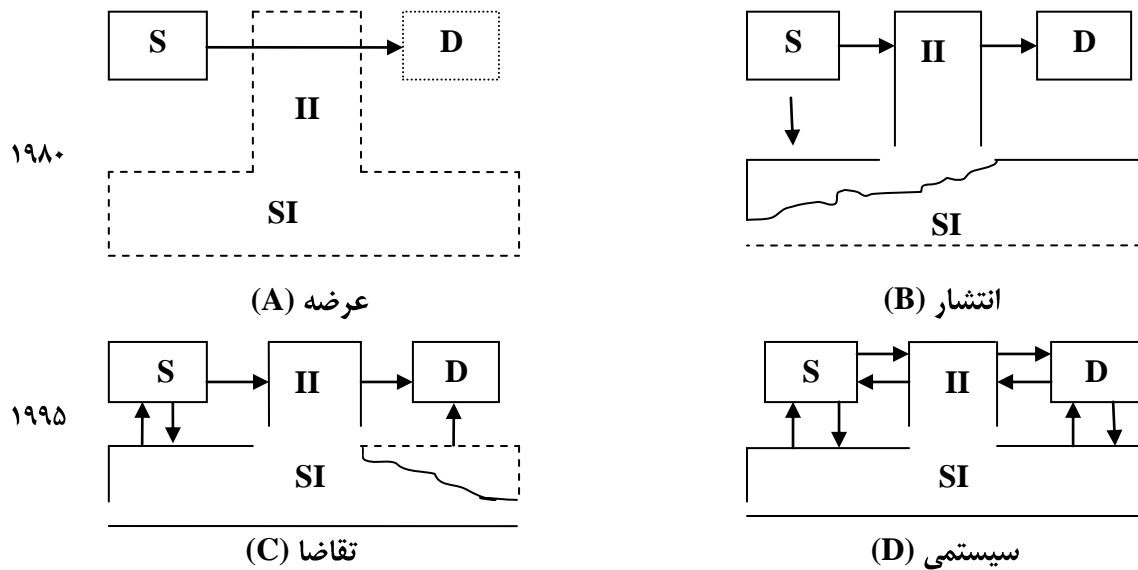 S D S II D
II
۱۹۸۰
SI SI
عرضه (A) انتشار (B)
S II D S II D
۱۹۹۵
SI SI
تقاضا (C) سیستمی (D)